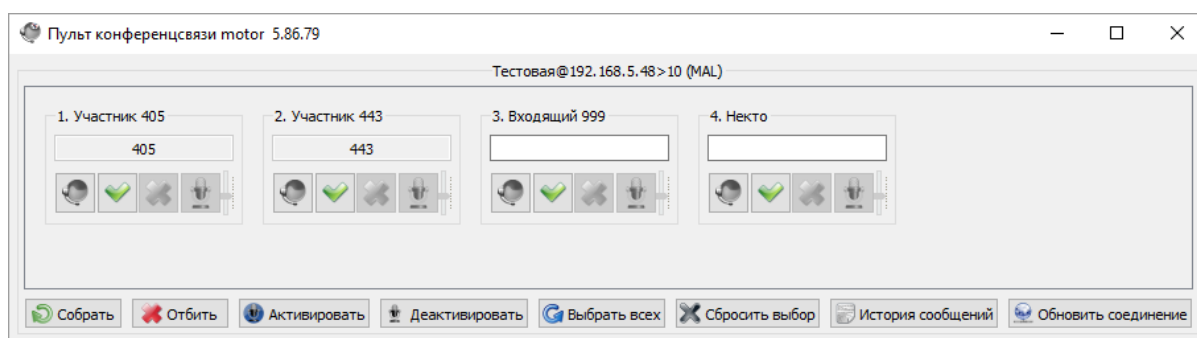 Пульт конференцсвязи motor 5.86.79
Тестовая@192.168.5.48>10 (MAL)
1. Участник 405
2. Участник 443
3. Входящий 999
4. Некто
405
443
Собрать
Отбить
Активировать
Деактивировать
Выбрать всех
Сбросить выбор
История сообщений
Обновить соединение